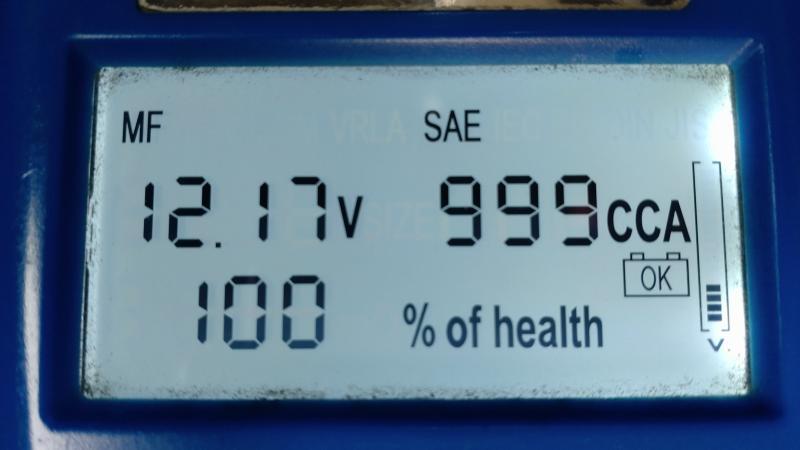 MF SAE
12.17V 999CCA
OK
100 % of health